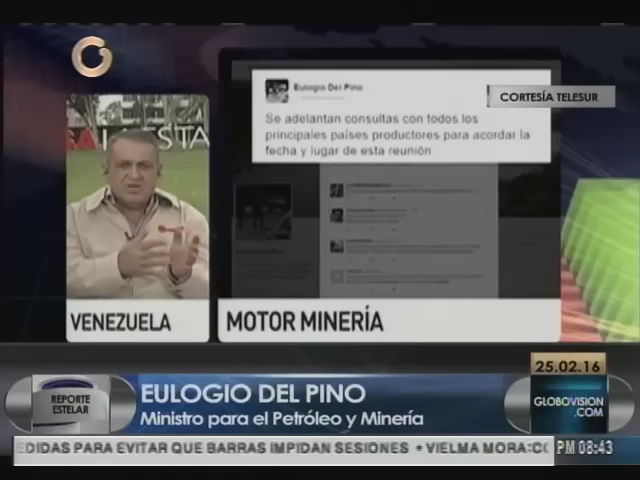 Eulogio Del Pino
CORTESÍA TELESUR
Se adelantan consultas con todos los
principales países productores para acordar la
fecha y lugar de esta reunión
VENEZUELA
MOTOR MINERÍA
25.02.16
REPORTE
ESTELAR
EULOGIO DEL PINO
Ministro para el Petróleo y Minería
GLOBOVISION
.COM
EDIDAS PARA EVITAR QUE BARRAS IMPIDAN SESIONES • VIELMA MORA:CO
PM 08:43